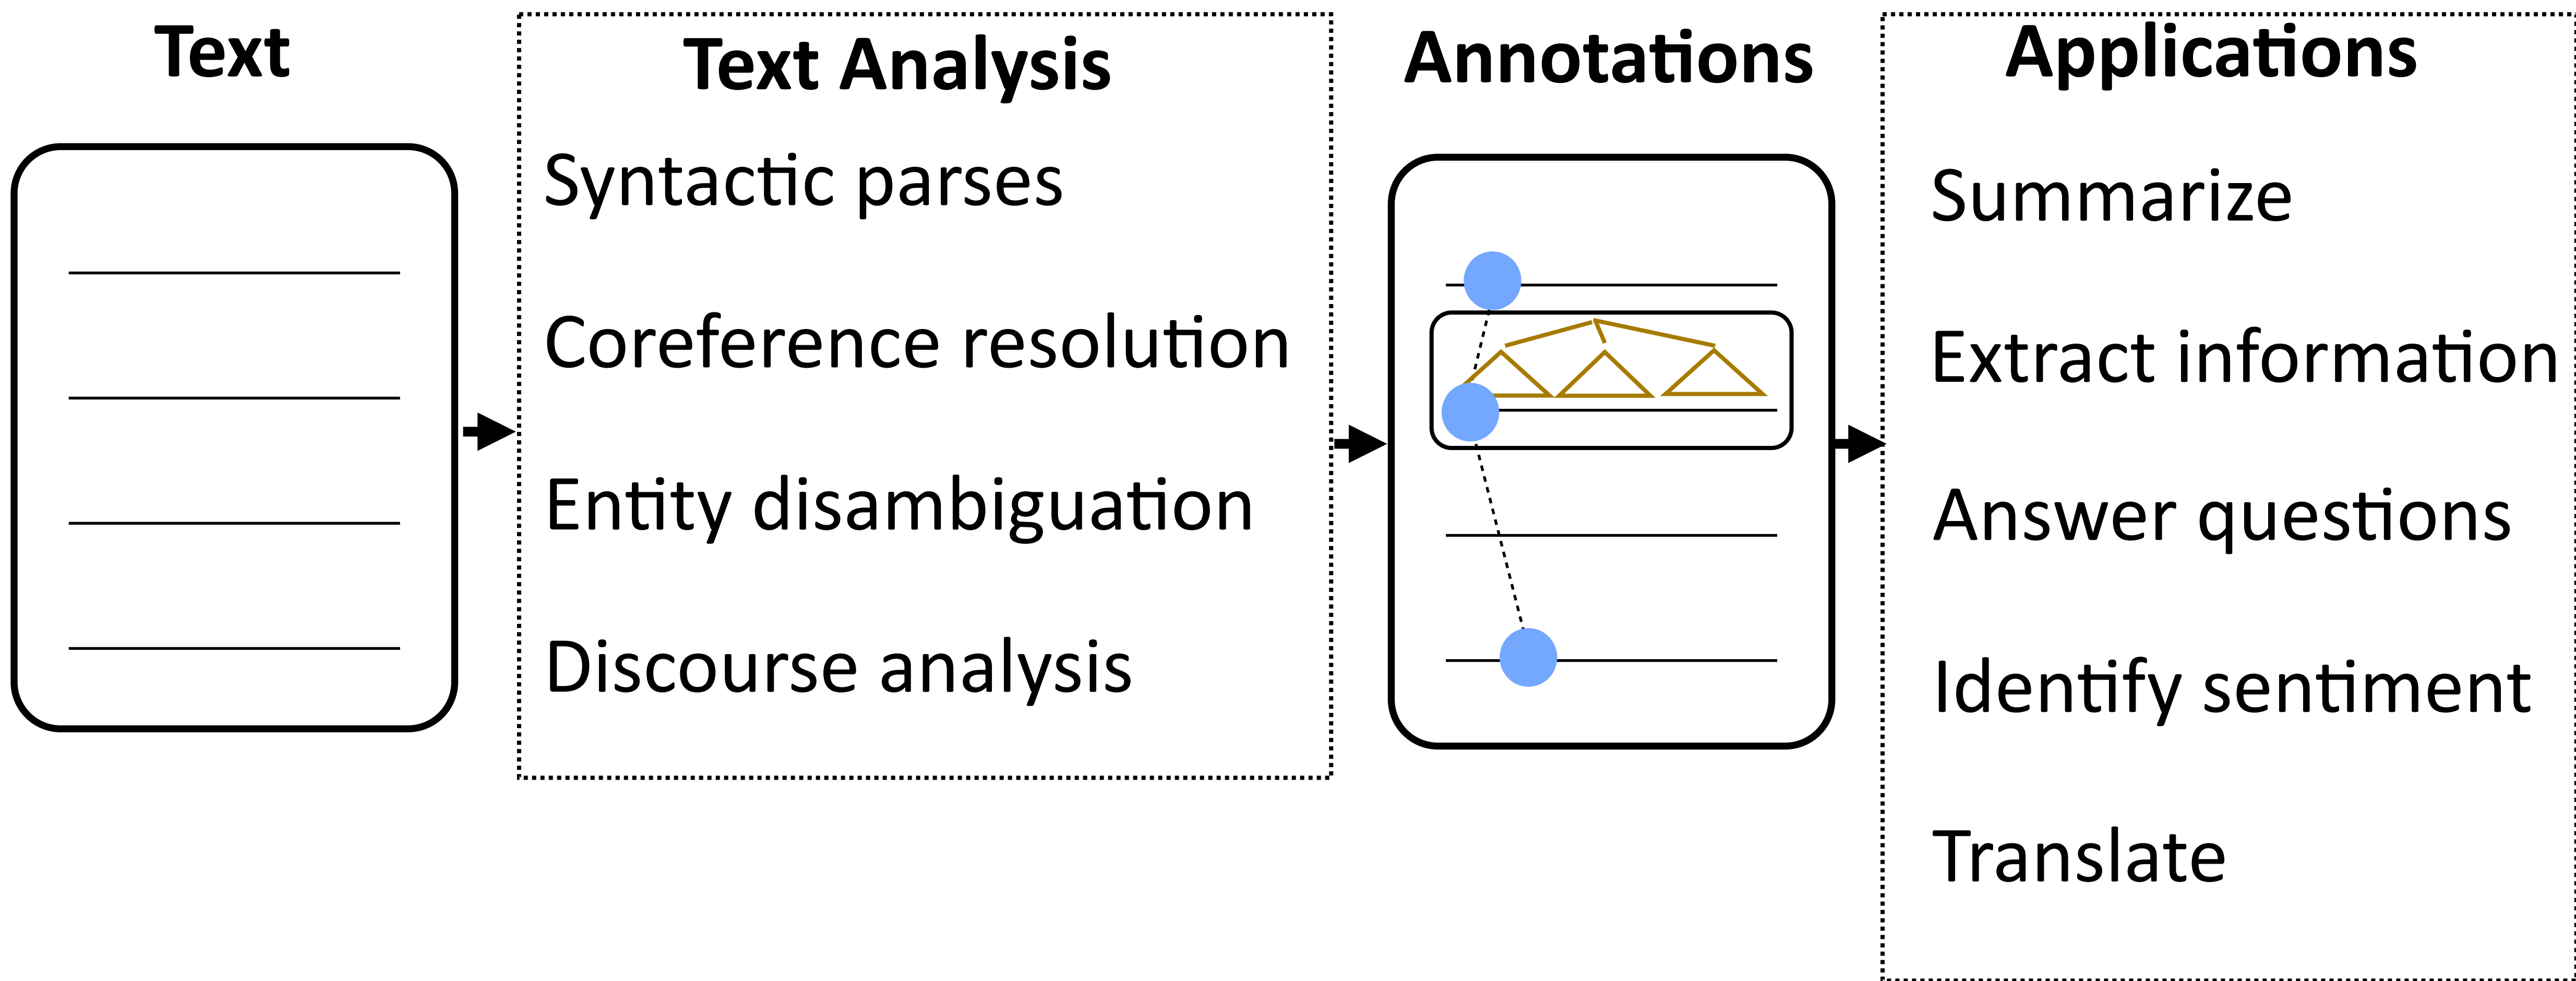 Text
Text Analysis
Syntactic parses
Coreference resolution
Entity disambiguation
Discourse analysis
Annotations
Applications
Summarize
Extract information
Answer questions
Identify sentiment
Translate